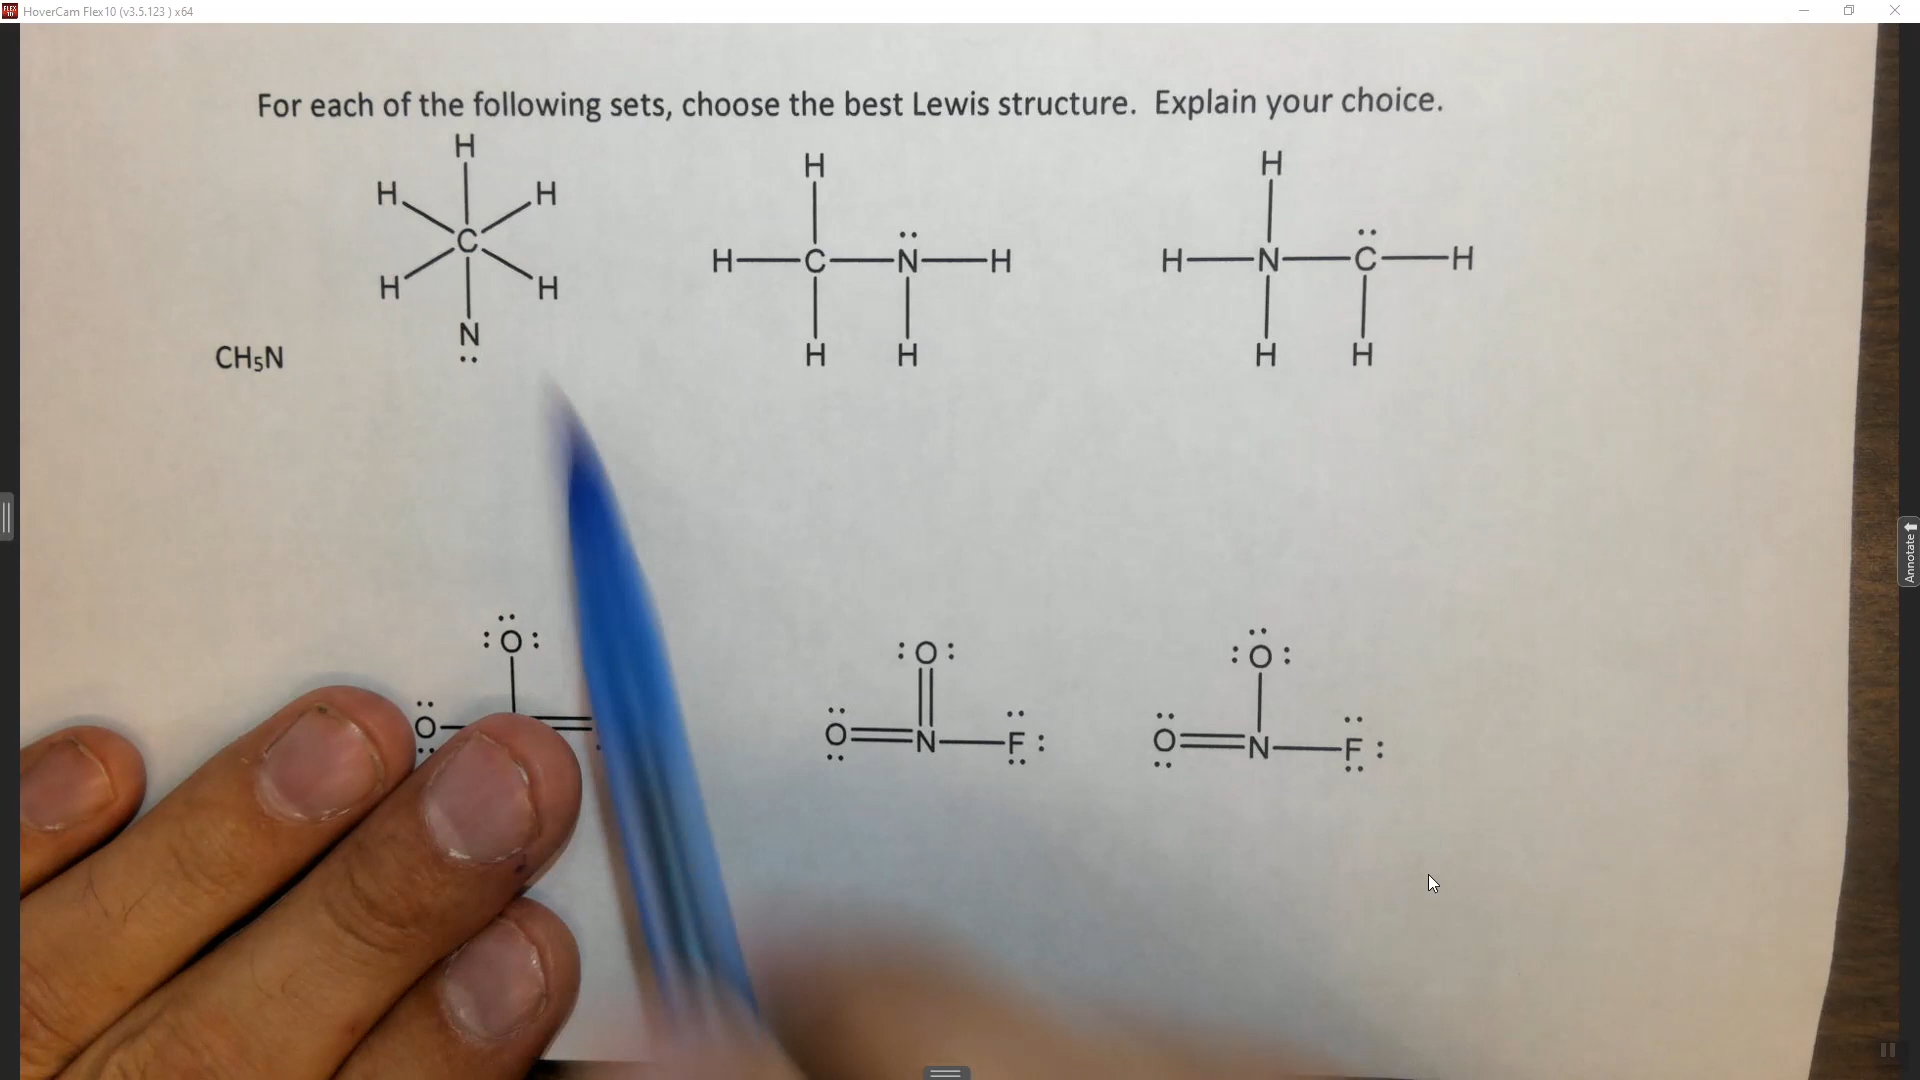 HoverCam Flex10 (v3.5.123 ) x64
For each of the following sets, choose the best Lewis structure. Explain your choice.
H
H H
C
H H
N
CH₅N
H
H C N H
H H
H
H N C H
H H
O
O
O
O N F
O
O N F
Annotate